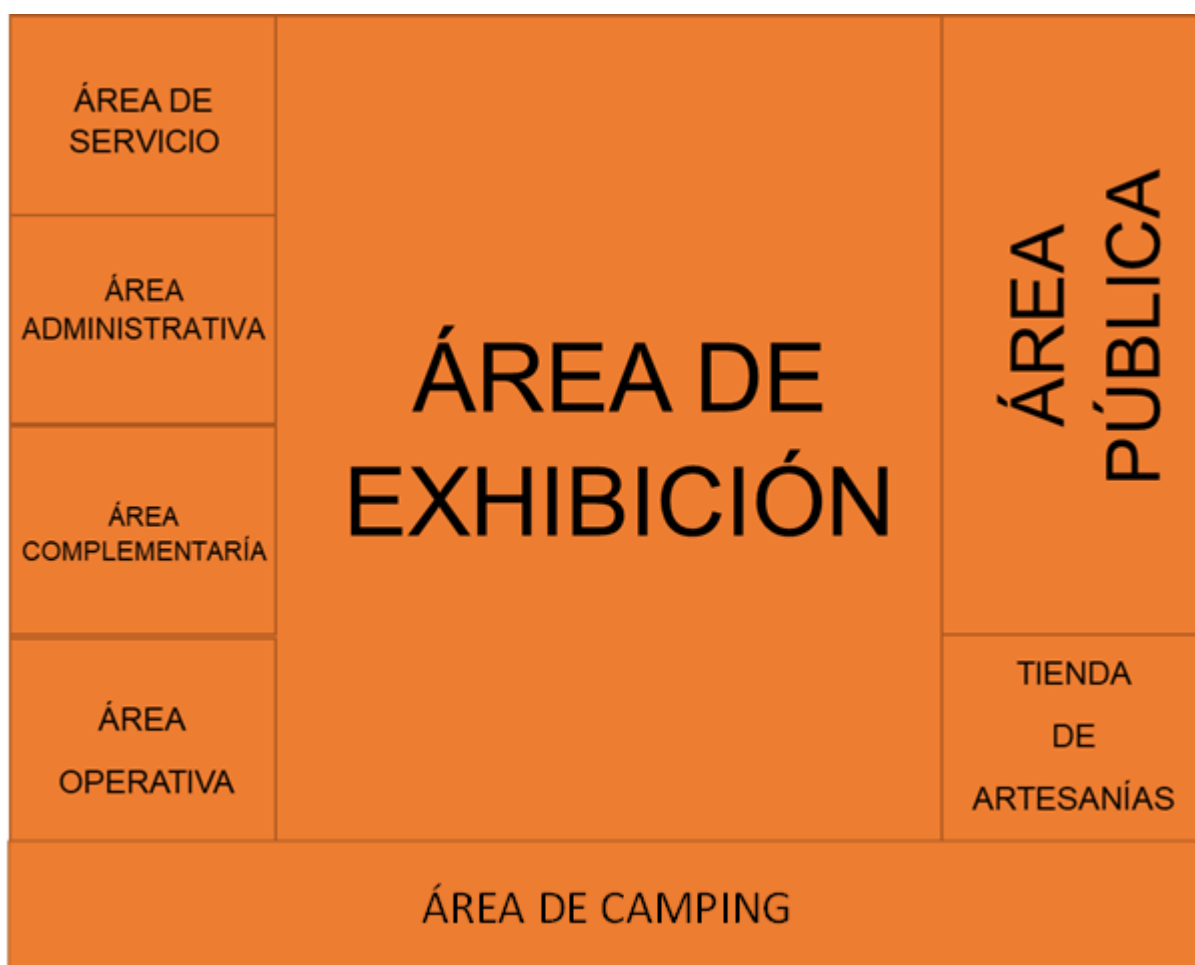 ÁREA DE
SERVICIO
ÁREA
ADMINISTRATIVA
ÁREA
COMPLEMENTARÍA
ÁREA
OPERATIVA
ÁREA DE
EXHIBICIÓN
ÁREA
PÚBLICA
TIENDA
DE
ARTESANÍAS
ÁREA DE CAMPING